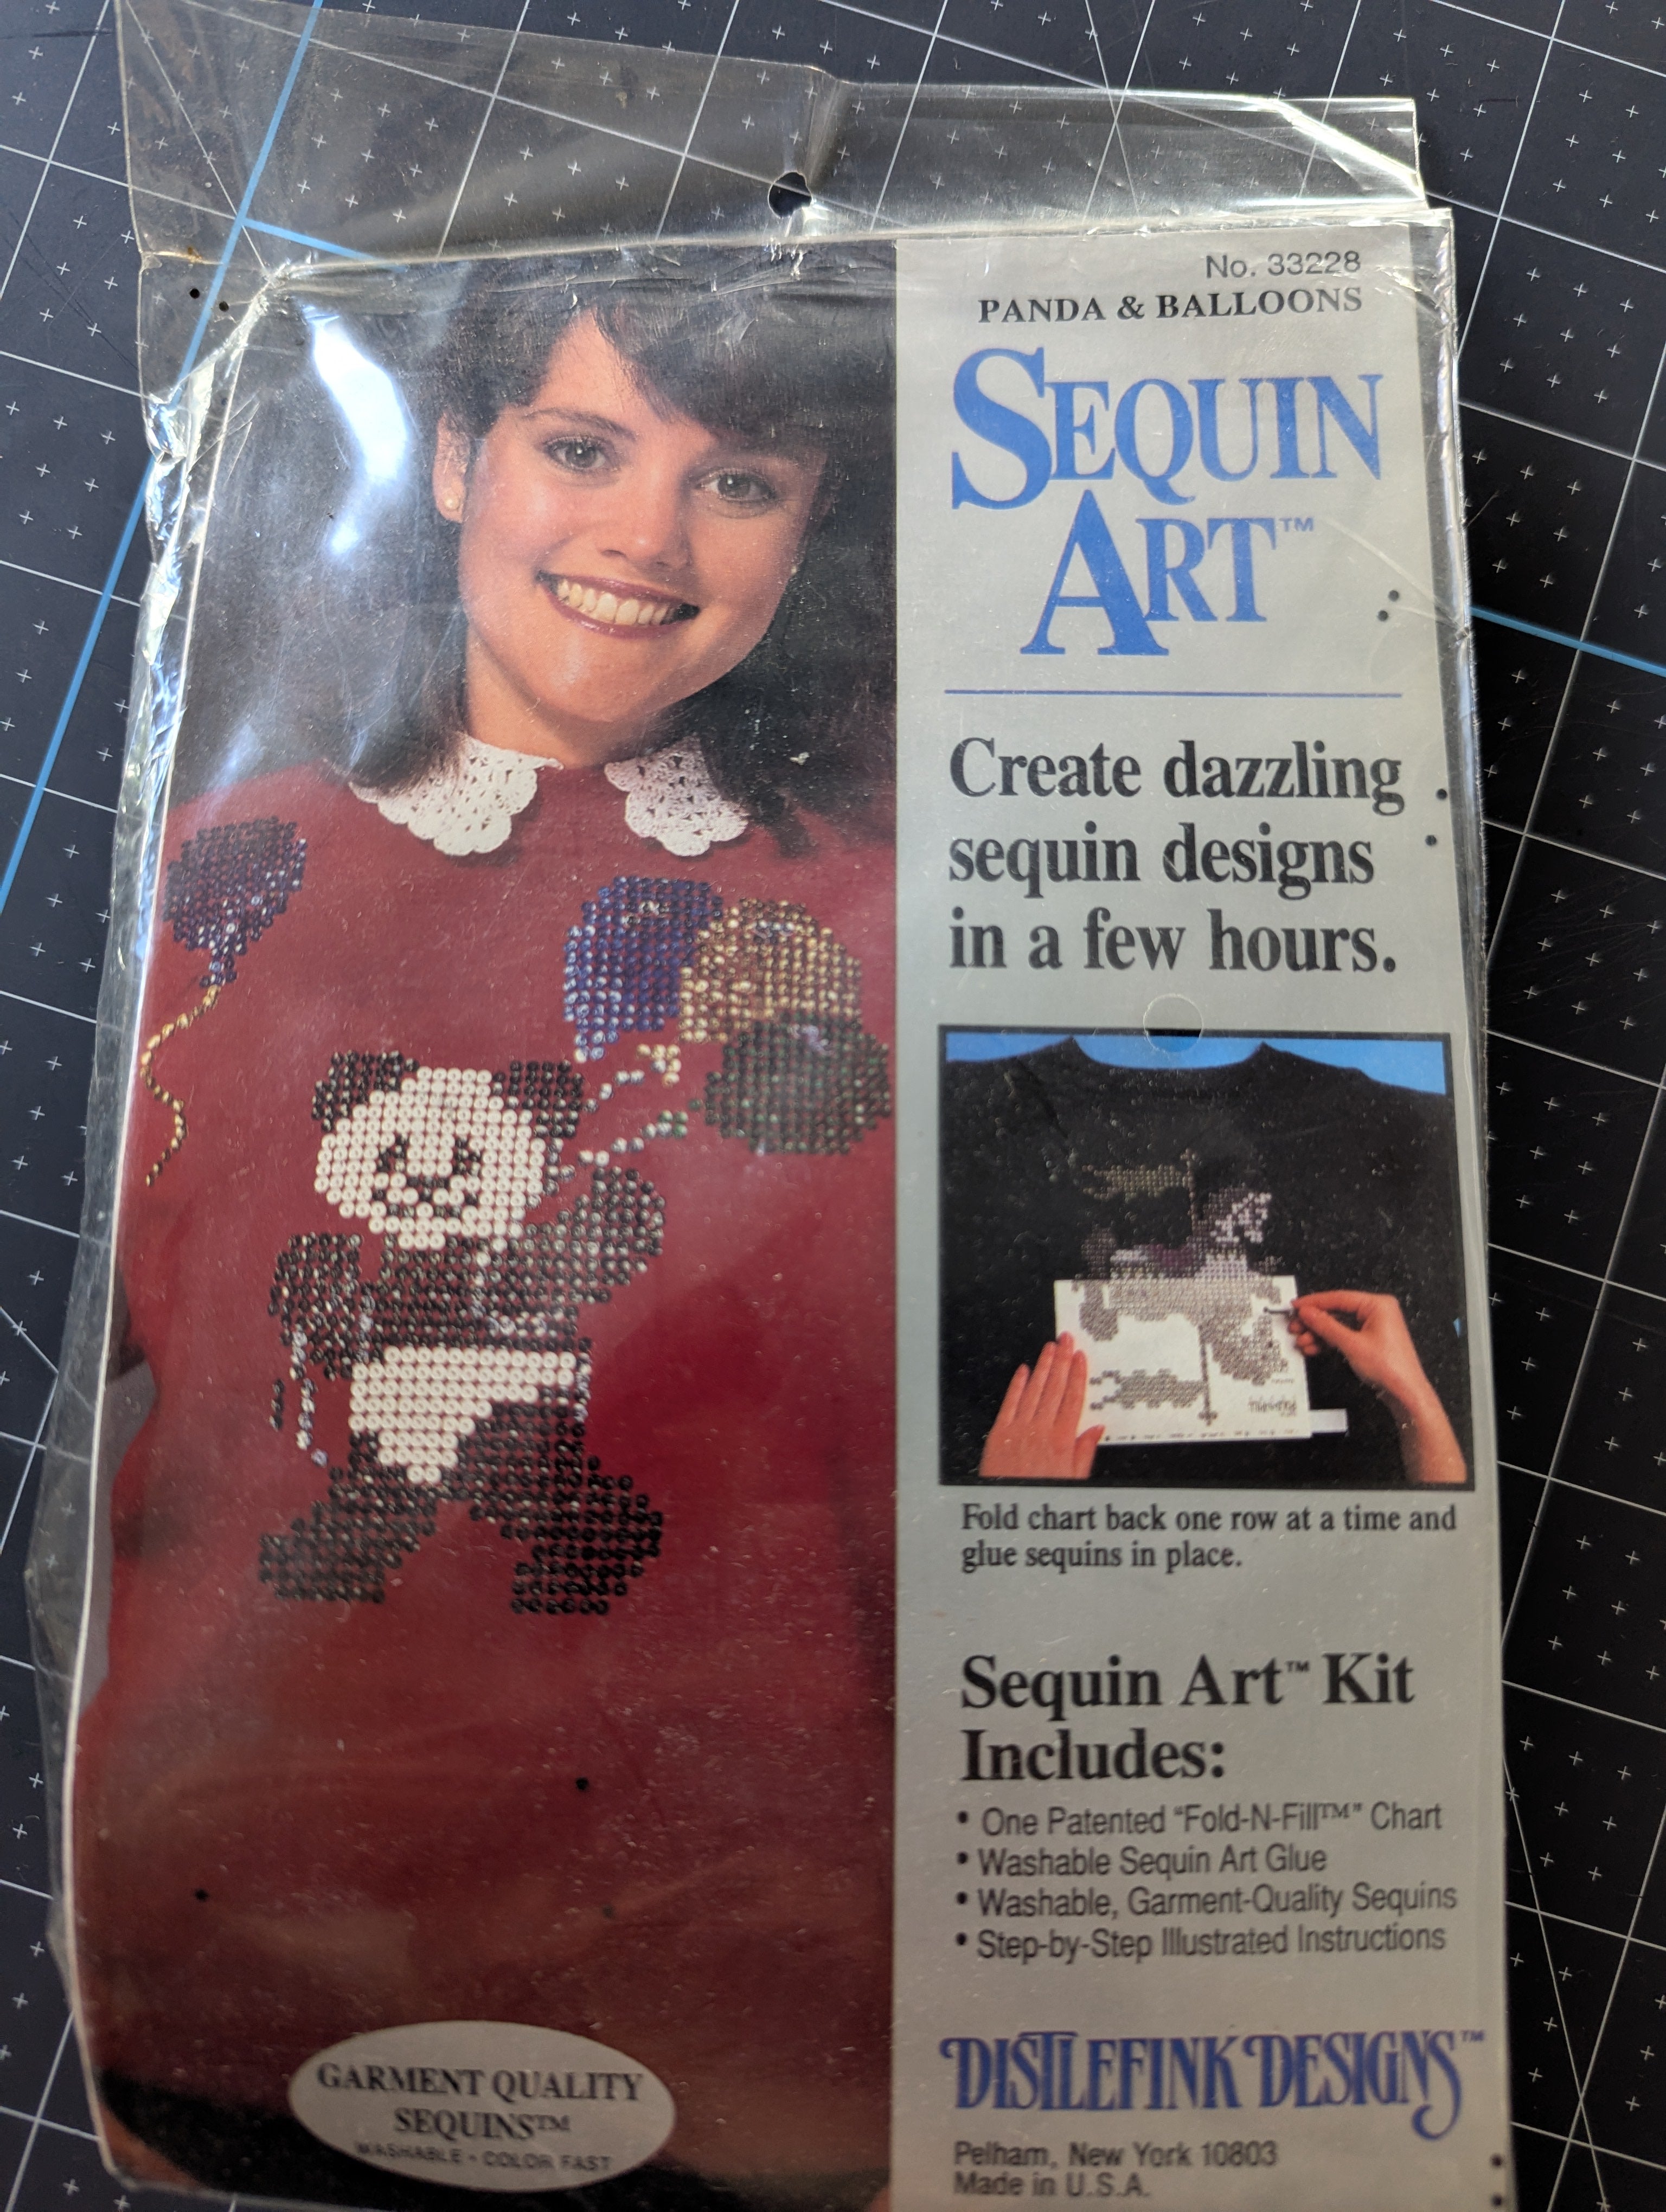 No. 33228
PANDA & BALLOONS
SEQUIN
ART™
Create dazzling
sequin designs
in a few hours.
Fold chart back one row at a time and
glue sequins in place.
Sequin Art™ Kit
Includes:
• One Patented "Fold-N-Fill™" Chart
• Washable Sequin Art Glue
• Washable, Garment-Quality Sequins
• Step-by-Step Illustrated Instructions
DISTLEFINK DESIGNS™
Pelham, New York 10803
Made in U.S.A.
GARMENT QUALITY
SEQUINS™
WASHABLE • COLOR FAST